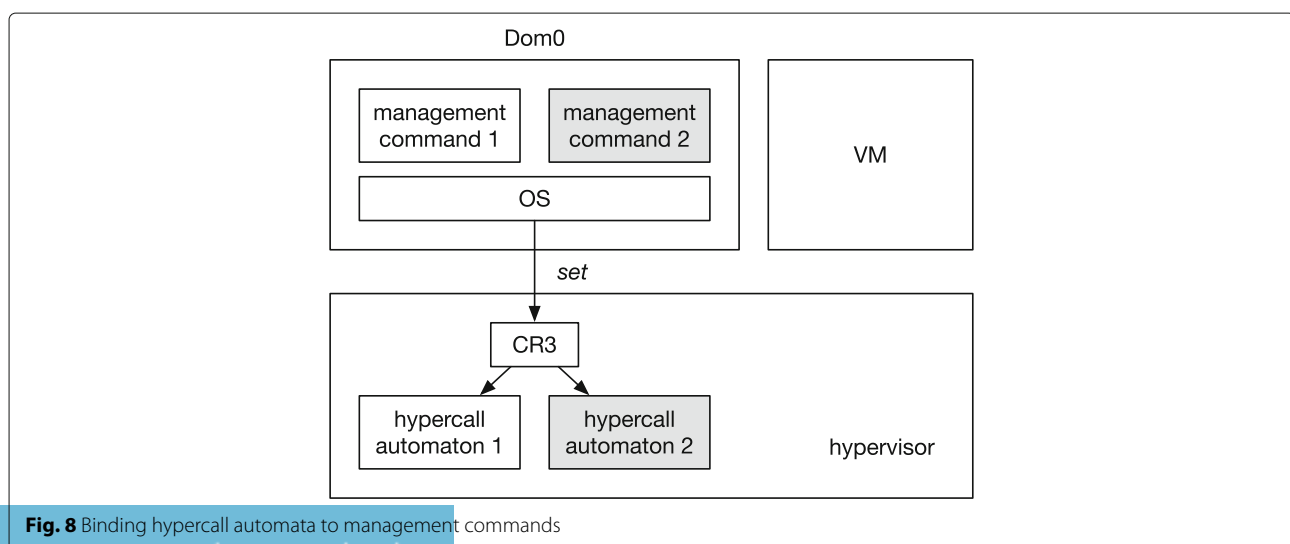 Dom0
management
command 1
management
command 2
OS
VM
set
CR3
hypercall
automaton 1
hypercall
automaton 2
hypervisor
Fig. 8 Binding hypercall automata to management commands